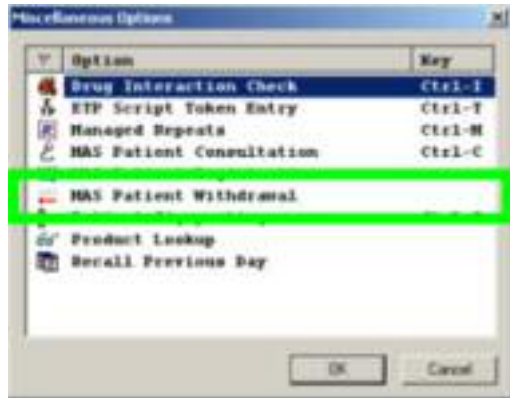 Miscellaneous Options
Option Key
Drug Interaction Check Ctrl-I
ETP Script Token Entry Ctrl-T
Managed Repeats Ctrl-M
MAS Patient Consultation Ctrl-C
MAS Patient Withdrawal
Product Lookup
Recall Previous Day
OK Cancel